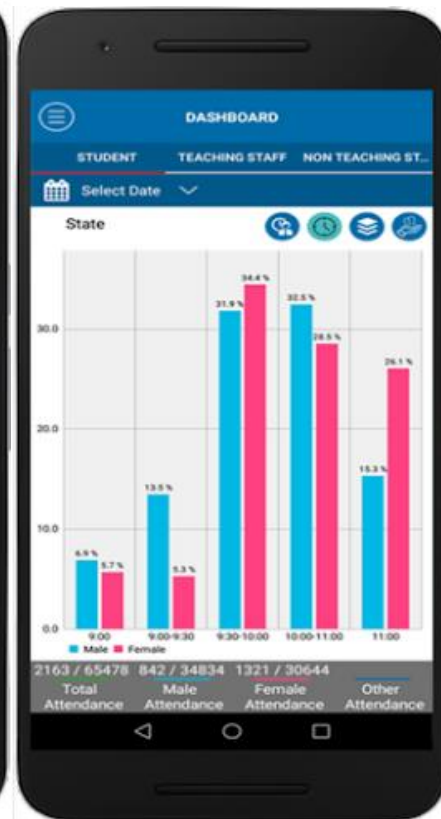 DASHBOARD
STUDENT TEACHING STAFF NON TEACHING ST...
Select Date
State
34.4 %
31.9 % 32.5 %
28.5 %
26.1 %
15.3 %
13.5 %
6.9 % 5.7 % 5.3 %
30.0
20.0
10.0
0.0
9:00 9:00-9:30 9:30-10:00 10:00-11:00 11:00
Male Female
2163 / 65478 842 / 34834 1321 / 30644
Total Male Female Other
Attendance Attendance Attendance Attendance